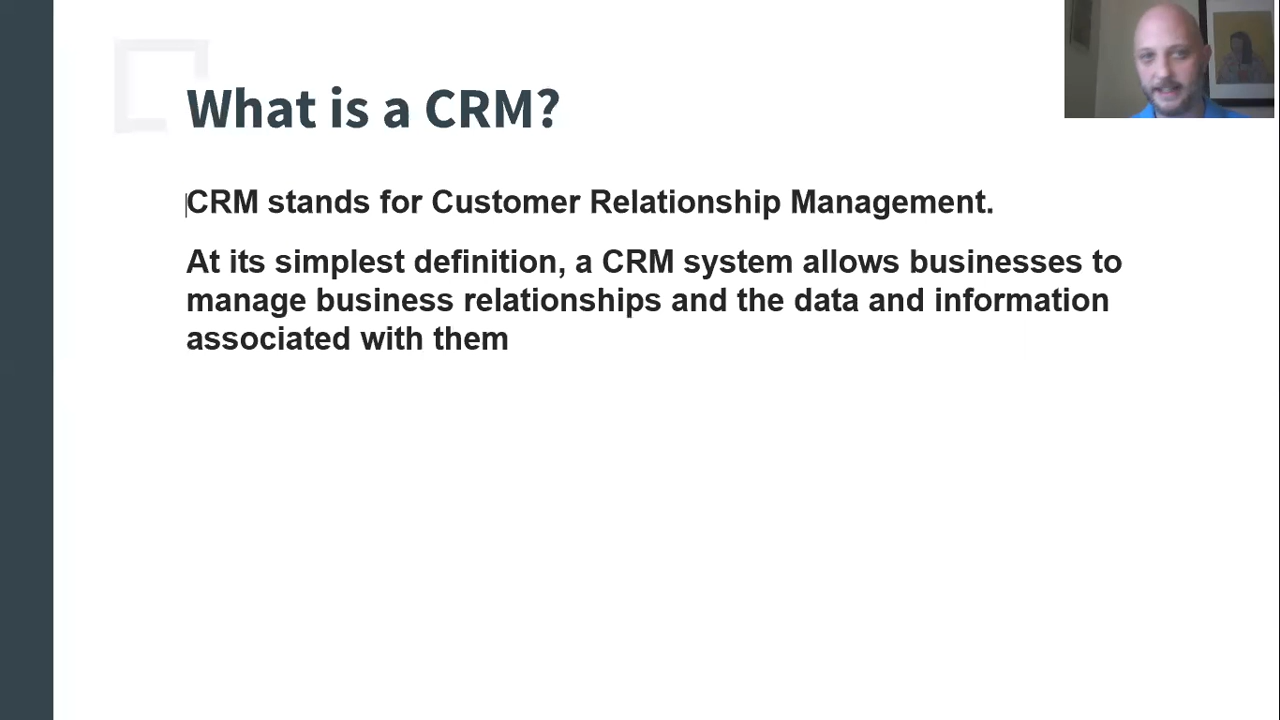 What is a CRM?
CRM stands for Customer Relationship Management.
At its simplest definition, a CRM system allows businesses to
manage business relationships and the data and information
associated with them